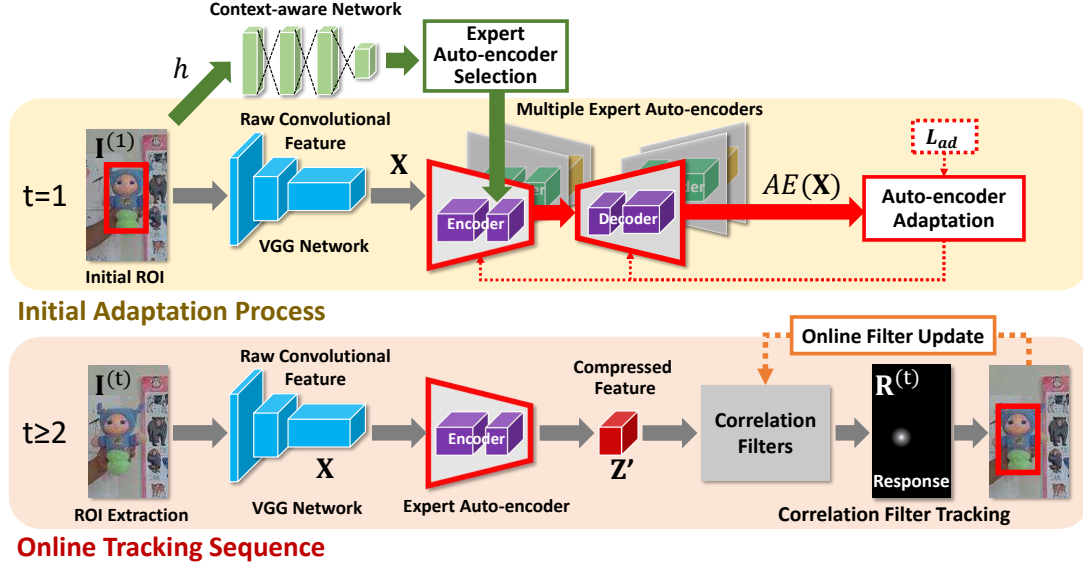 Context-aware Network
Expert
Auto-encoder
Selection
h
Multiple Expert Auto-encoders
Raw Convolutional
Feature
I(1)
X
L_ad
t=1
Encoder
Decoder
AE(X)
Auto-encoder
Adaptation
VGG Network
Initial ROI
Initial Adaptation Process
Online Filter Update
Raw Convolutional
Feature
Compressed
Feature
I(t)
R(t)
t≥2
Encoder
Correlation
Filters
X
Z'
Response
VGG Network
Expert Auto-encoder
ROI Extraction
Correlation Filter Tracking
Online Tracking Sequence